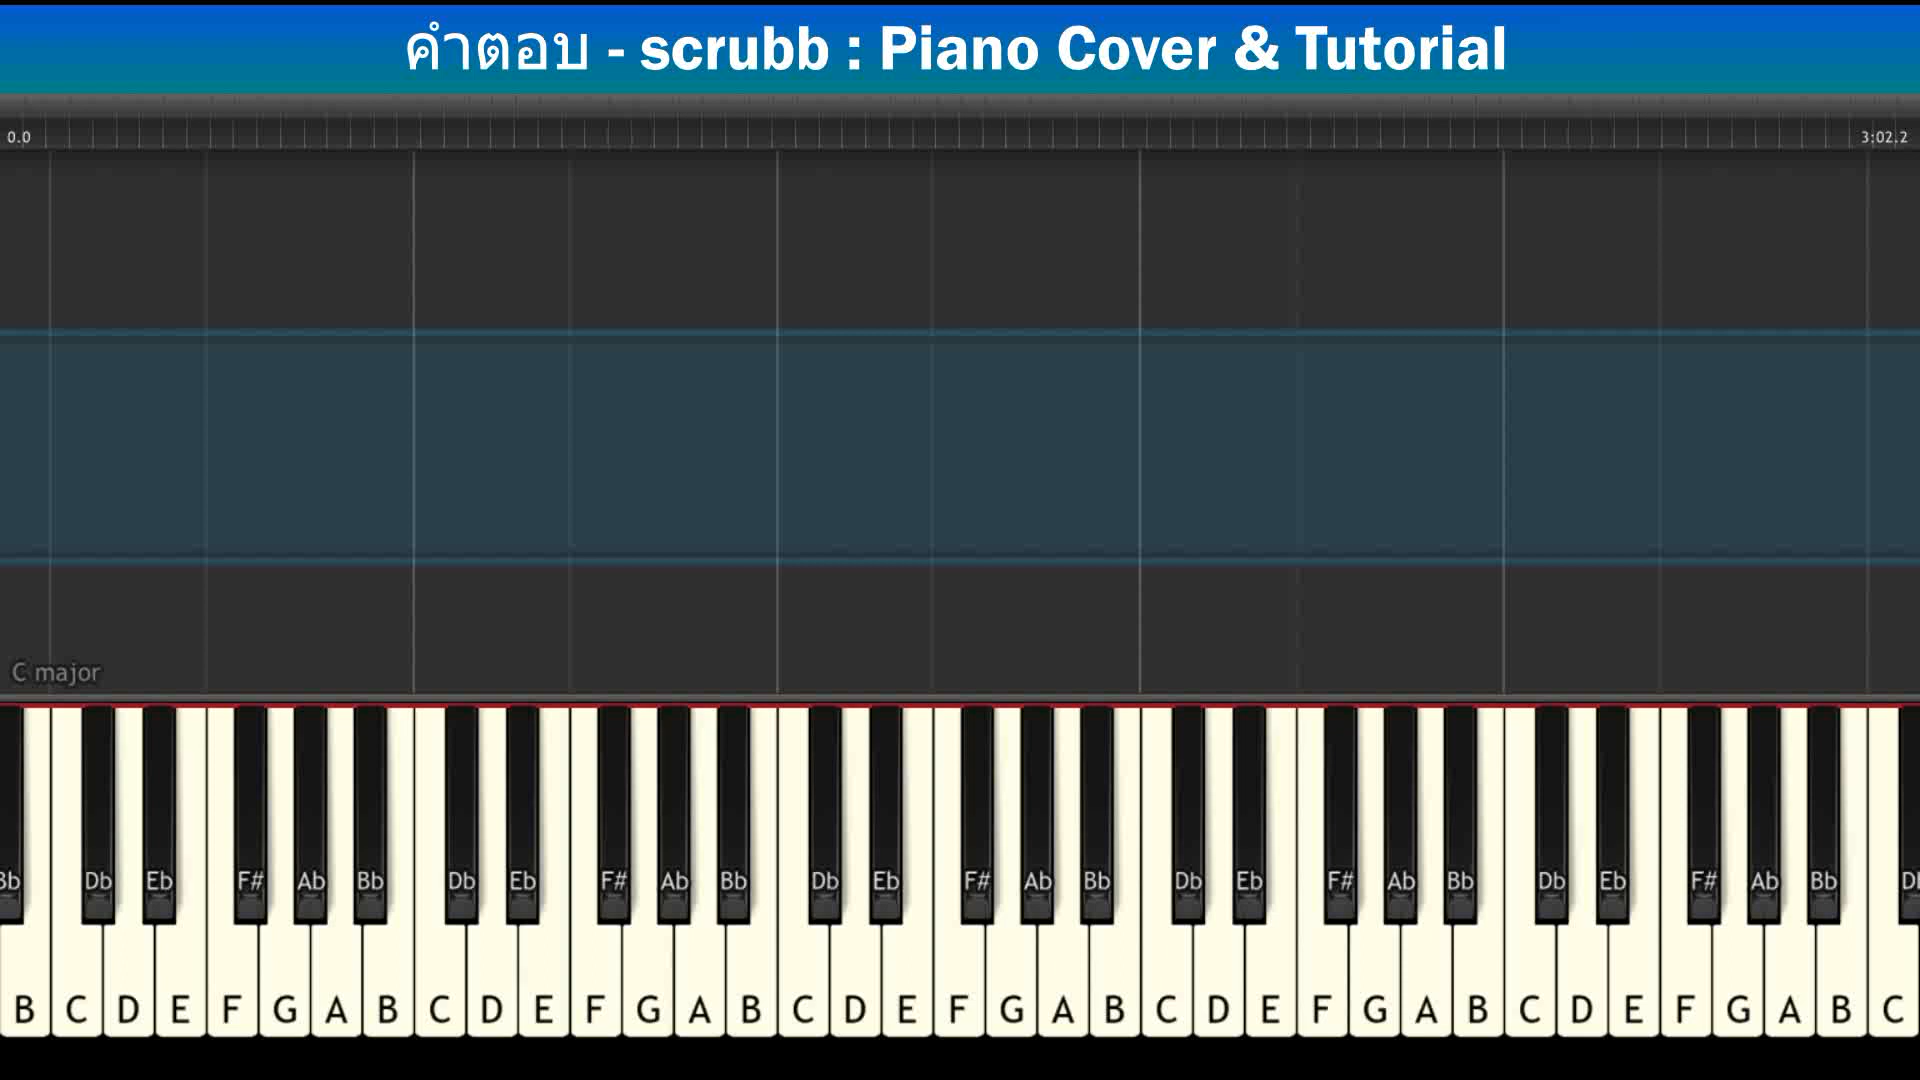 คำตอบ - scrubb : Piano Cover & Tutorial
0.0 3:02.2
C major
Bb Db Eb F# Ab Bb Db Eb F# Ab Bb Db Eb F# Ab Bb Db Eb F# Ab Bb Db Eb F# Ab Bb
B C D E F G A B C D E F G A B C D E F G A B C D E F G A B C D E F G A B C